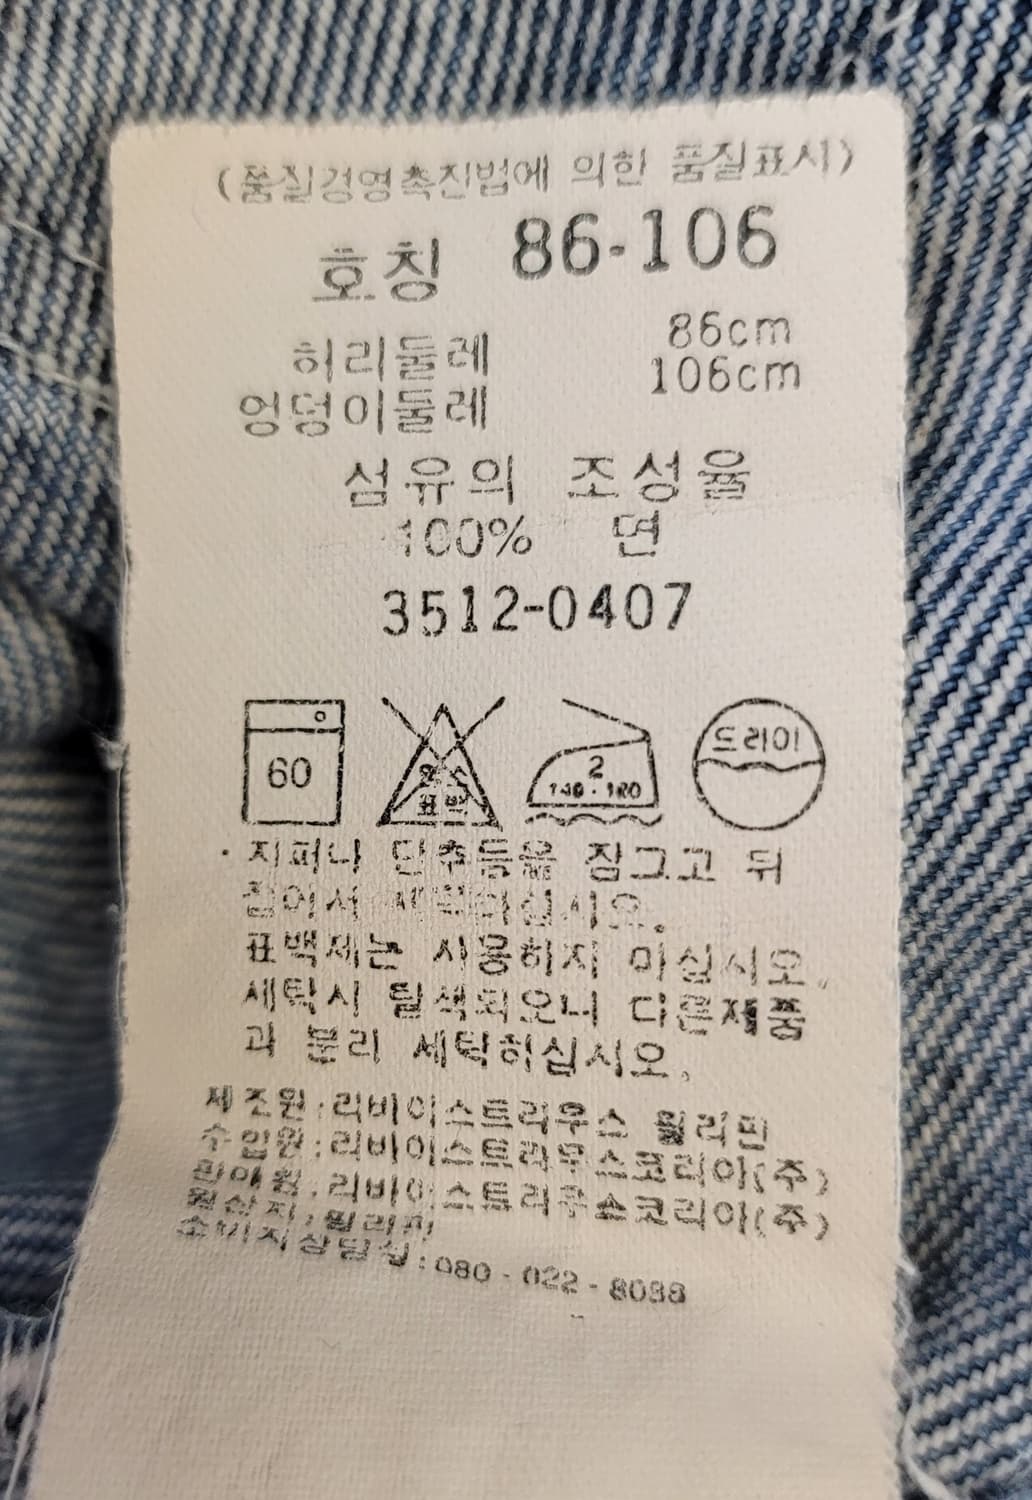 (품질경영촉진법에 의한 품질표시)
호칭 86-106
허리둘레 86cm
엉덩이둘레 106cm
섬유의 조성율
100% 면
3512-0407
60
염소
표백
2
140·160
드라이
· 지퍼나 단추등을 잠그고 뒤
집어서 세탁하십시오.
표백제는 사용하지 마십시오.
세탁시 탈색되오니 다른제품
과 분리 세탁하십시오.
제조원:리바이스트라우스 필리핀
수입원:리바이스트라우스코리아(주)
판매원:리바이스트라우스코리아(주)
원산지:필리핀
소비자상담실:080-022-8038